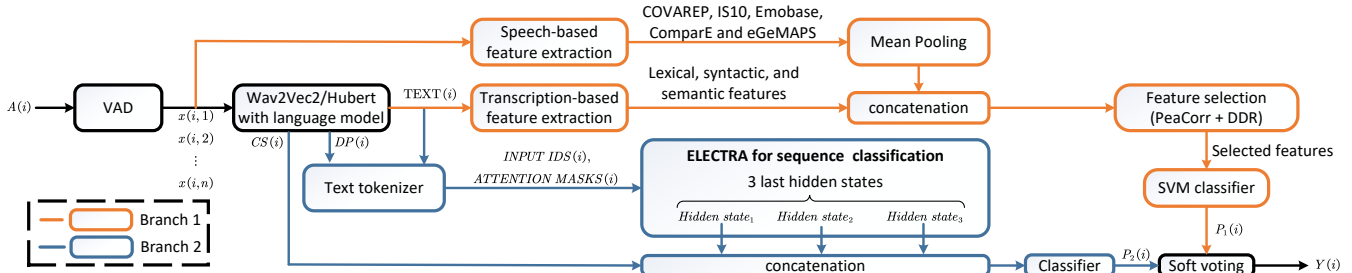 COVAREP, IS10, Emobase,
ComparE and eGeMAPS
Speech-based
feature extraction
Mean Pooling
A(i)
VAD
x(i,1)
x(i,2)
⋮
x(i,n)
Wav2Vec2/Hubert
with language model
TEXT(i)
Transcription-based
feature extraction
Lexical, syntactic, and
semantic features
concatenation
Feature selection
(PeaCorr + DDR)
Selected features
SVM classifier
P₁(i)
CS(i)
DP(i)
Text tokenizer
INPUT IDS(i),
ATTENTION MASKS(i)
ELECTRA for sequence classification
3 last hidden states
Hidden state₁ Hidden state₂ Hidden state₃
concatenation
Classifier
P₂(i)
Soft voting
Y(i)
Branch 1
Branch 2